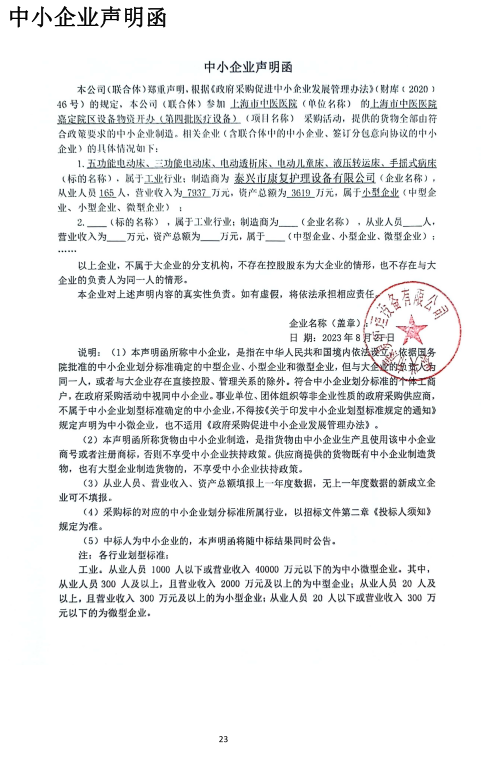 中小企业声明函
中小企业声明函
本公司(联合体)郑重声明,根据《政府采购促进中小企业发展管理办法》(财库﹝2020﹞
46 号)的规定,本公司(联合体)参加 上海市中医医院(单位名称) 的上海市中医医院
嘉定院区设备物资开办(第四批医疗设备)(项目名称) 采购活动,提供的货物全部由符
合政策要求的中小企业制造。相关企业(含联合体中的中小企业、签订分包意向协议的中小
企业)的具体情况如下:
1. 五功能电动床、三功能电动床、电动透析床、电动儿童床、液压转运床、手摇式病床
(标的名称),属于工业行业;制造商为 泰兴市康复护理设备有限公司(企业名称),
从业人员 165 人,营业收入为 7937 万元,资产总额为 3619 万元,属于小型企业(中型企
业、小型企业、微型企业) ;
2. ____(标的名称) ,属于工业行业;制造商为____(企业名称) ,从业人员____人,
营业收入为____万元,资产总额为____万元,属于____(中型企业、小型企业、微型企业);
……
以上企业,不属于大企业的分支机构,不存在控股股东为大企业的情形,也不存在与大
企业的负责人为同一人的情形。
本企业对上述声明内容的真实性负责。如有虚假,将依法承担相应责任。
企业名称(盖章):
日 期:2023年8月 日
说明:(1)本声明函所称中小企业,是指在中华人民共和国境内依法设立,依据国务
院批准的中小企业划分标准确定的中型企业、小型企业和微型企业,但与大企业的负责人为
同一人,或者与大企业存在直接控股、管理关系的除外。符合中小企业划分标准的个体工商
户,在政府采购活动中视同中小企业。事业单位、团体组织等非企业性质的政府采购供应商,
不属于中小企业划型标准确定的中小企业,不得按《关于印发中小企业划型标准规定的通知》
规定声明为中小微企业,也不适用《政府采购促进中小企业发展管理办法》。
(2)本声明函所称货物由中小企业制造,是指货物由中小企业生产且使用该中小企业
商号或者注册商标,否则不享受中小企业扶持政策。供应商提供的货物既有中小企业制造货
物,也有大型企业制造货物的,不享受中小企业扶持政策。
(3)从业人员、营业收入、资产总额填报上一年度数据,无上一年度数据的新成立企
业可不填报。
(4)采购标的对应的中小企业划分标准所属行业,以招标文件第二章《投标人须知》
规定为准。
(5)中标人为中小企业的,本声明函将随中标结果同时公告。
注:各行业划型标准:
工业。从业人员 1000 人以下或营业收入 40000 万元以下的为中小微型企业。其中,
从业人员 300 人及以上,且营业收入 2000 万元及以上的为中型企业;从业人员 20 人及
以上,且营业收入 300 万元及以上的为小型企业;从业人员 20 人以下或营业收入 300 万
元以下的为微型企业。
23